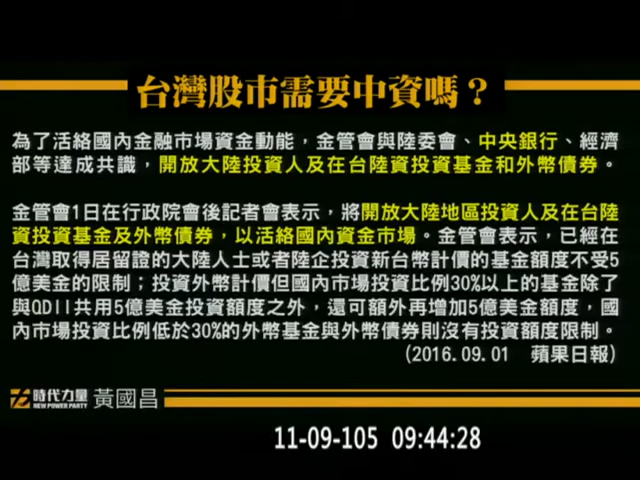 台灣股市需要中資嗎？
為了活絡國內金融市場資金動能，金管會與陸委會、中央銀行、經濟
部等達成共識，開放大陸投資人及在台陸資投資基金和外幣債券。
金管會1日在行政院會後記者會表示，將開放大陸地區投資人及在台陸
資投資基金及外幣債券，以活絡國內資金市場。金管會表示，已經在
台灣取得居留證的大陸人士或者陸企投資新台幣計價的基金額度不受5
億美金的限制；投資外幣計價但國內市場投資比例30%以上的基金除了
與QDII共用5億美金投資額度之外，還可額外再增加5億美金額度，國
內市場投資比例低於30%的外幣基金與外幣債券則沒有投資額度限制。
(2016.09.01 蘋果日報)
時代力量 黃國昌
NEW POWER PARTY
11-09-105 09:44:28